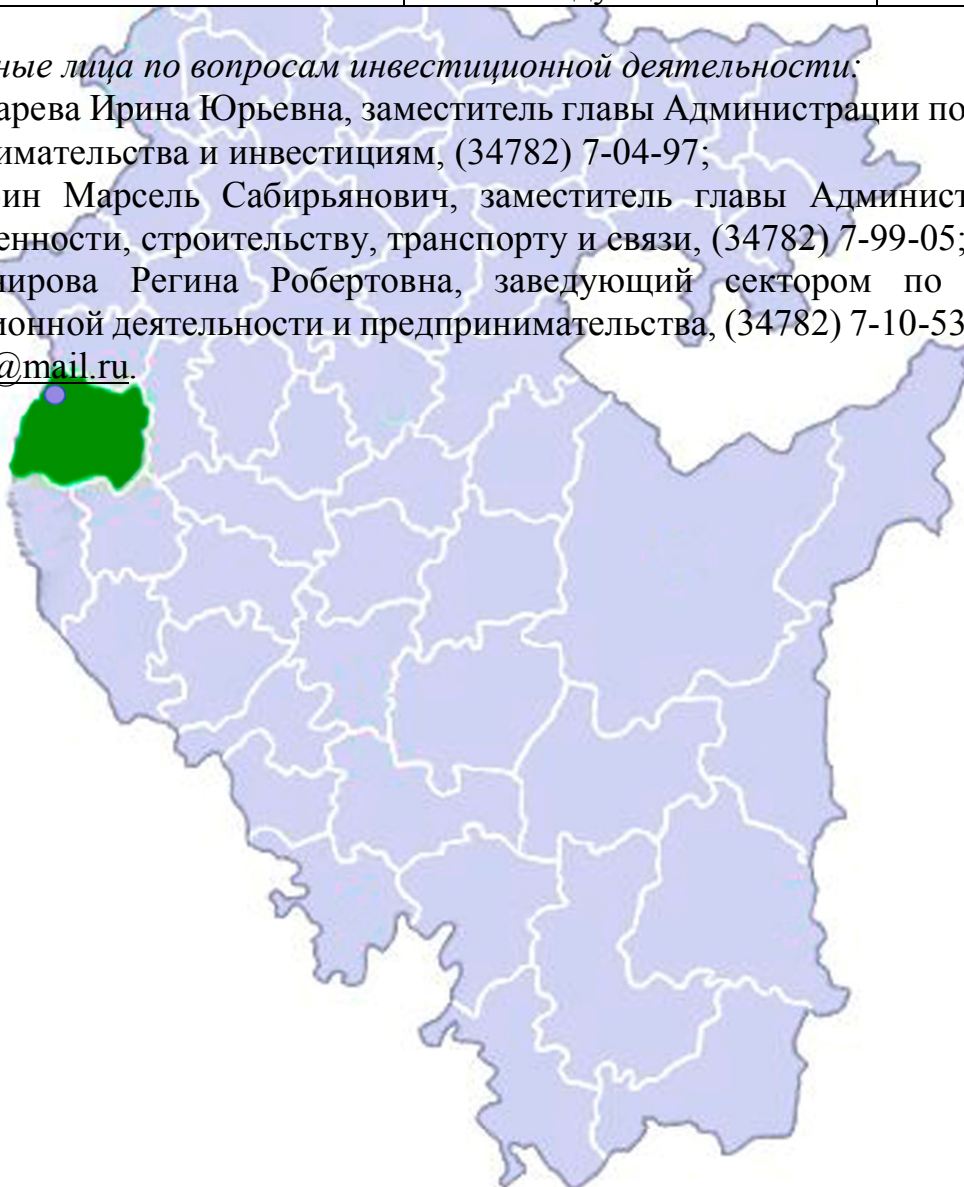 ные лица по вопросам инвестиционной деятельности:
арева Ирина Юрьевна, заместитель главы Администрации по
имательства и инвестициям, (34782) 7-04-97;
ин Марсель Сабирьянович, заместитель главы Админист
енности, строительству, транспорту и связи, (34782) 7-99-05;
ирова Регина Робертовна, заведующий сектором по
ионной деятельности и предпринимательства, (34782) 7-10-53
@mail.ru.